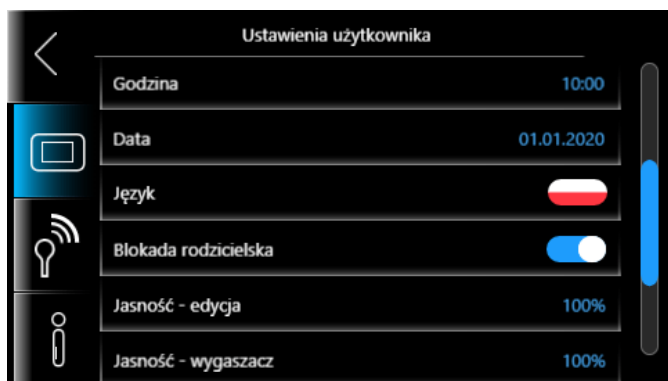 Ustawienia użytkownika
Godzina 10:00
Data 01.01.2020
Język
Blokada rodzicielska
Jasność - edycja 100%
Jasność - wygaszacz 100%